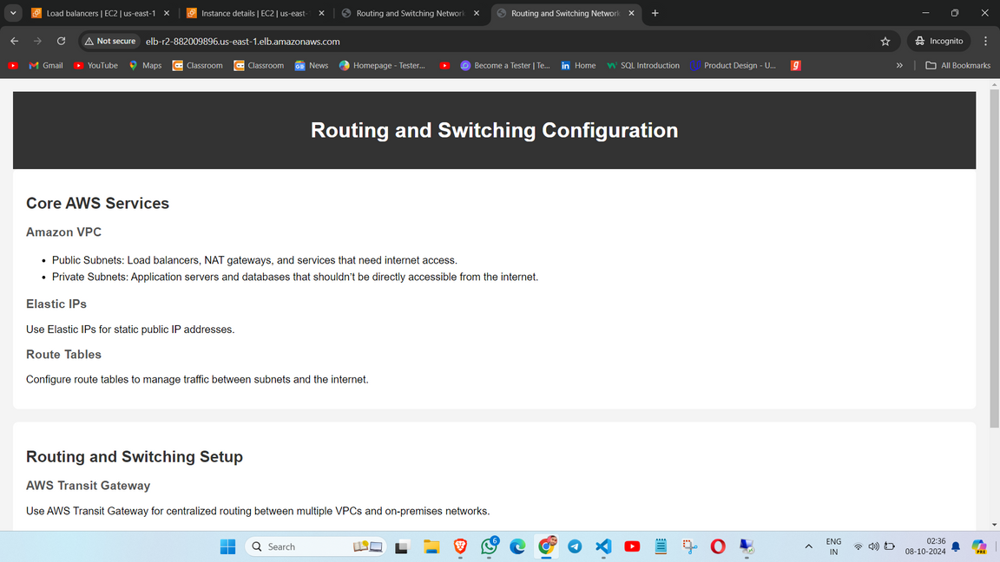 Load balancers | EC2 | us-east-1
Instance details | EC2 | us-east-
Routing and Switching Network
Routing and Switching Network
Not secure
elb-r2-882009896.us-east-1.elb.amazonaws.com
Incognito
Gmail
YouTube
Maps
Classroom
Classroom
GB
News
Homepage - Tester...
Become a Tester | Te...
in
Home
SQL Introduction
Product Design - U...
g
»
All Bookmarks
Routing and Switching Configuration
Core AWS Services
Amazon VPC
• Public Subnets: Load balancers, NAT gateways, and services that need internet access.
• Private Subnets: Application servers and databases that shouldn't be directly accessible from the internet.
Elastic IPs
Use Elastic IPs for static public IP addresses.
Route Tables
Configure route tables to manage traffic between subnets and the internet.
Routing and Switching Setup
AWS Transit Gateway
Use AWS Transit Gateway for centralized routing between multiple VPCs and on-premises networks.
Search
6
ENG
IN
02:36
08-10-2024
PRE